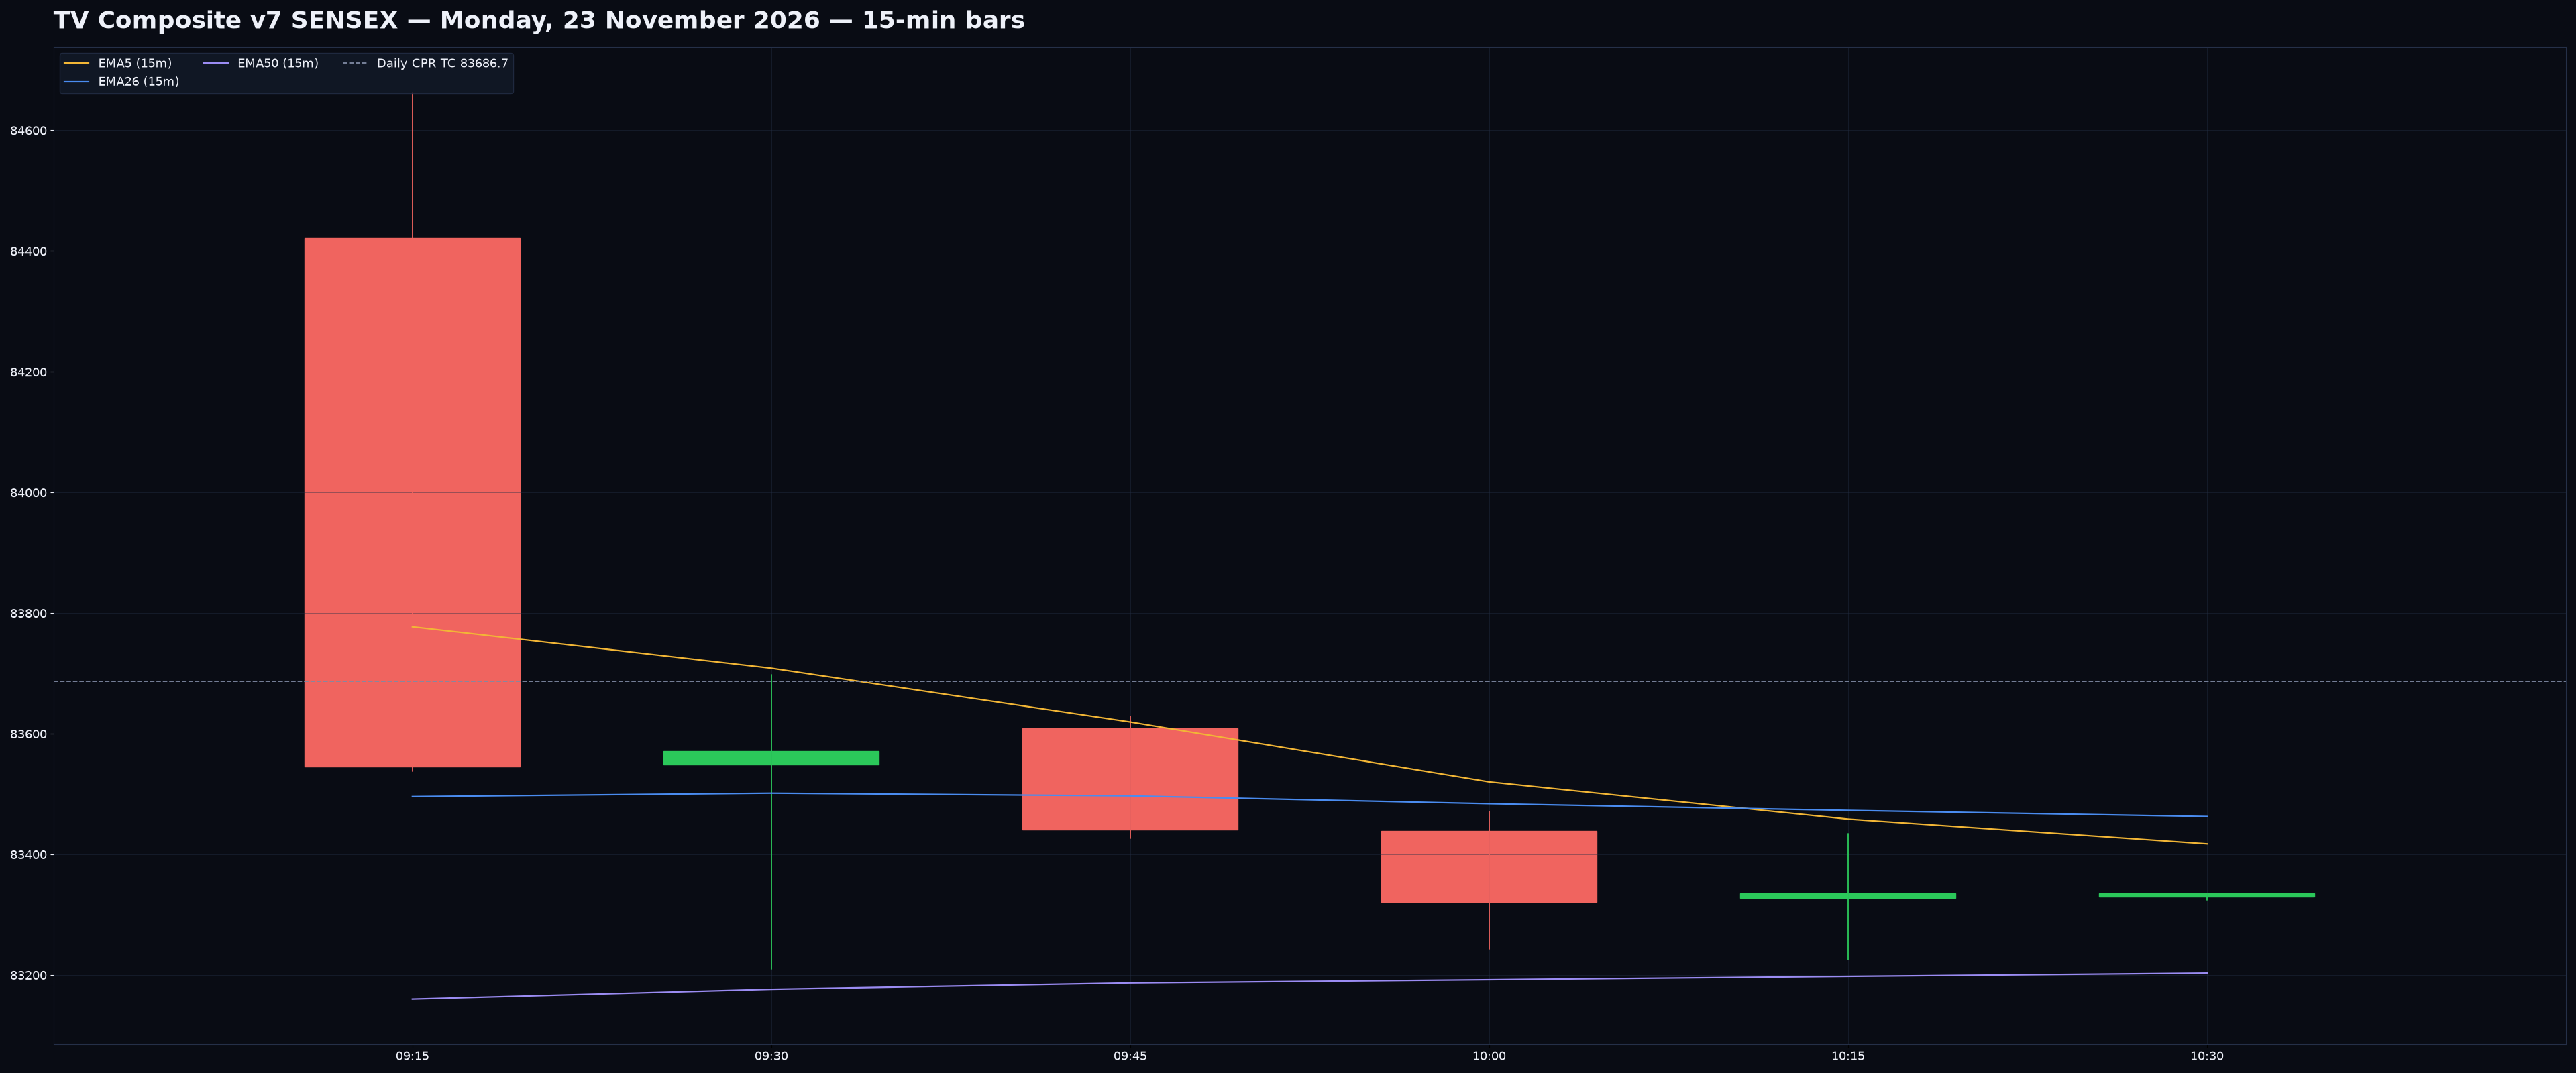 TV Composite v7 SENSEX — Monday, 23 November 2026 — 15-min bars
EMA5 (15m) EMA50 (15m) Daily CPR TC 83686.7
EMA26 (15m)
84600
84400
84200
84000
83800
83600
83400
83200
09:15 09:30 09:45 10:00 10:15 10:30